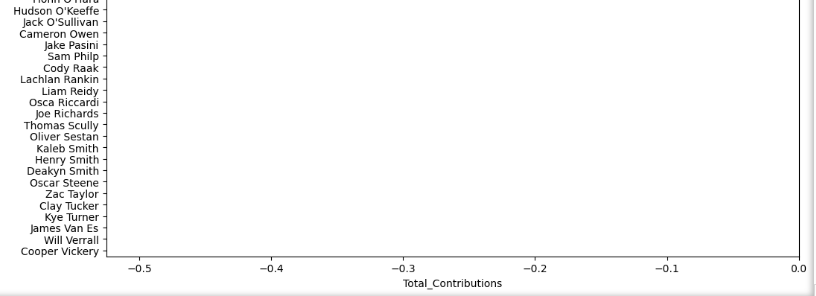 Hudson O'Keeffe
Jack O'Sullivan
Cameron Owen
Jake Pasini
Sam Philp
Cody Raak
Lachlan Rankin
Liam Reidy
Osca Riccardi
Joe Richards
Thomas Scully
Oliver Sestan
Kaleb Smith
Henry Smith
Deakyn Smith
Oscar Steene
Zac Taylor
Clay Tucker
Kye Turner
James Van Es
Will Verrall
Cooper Vickery
−0.5 −0.4 −0.3 −0.2 −0.1 0.0
Total_Contributions